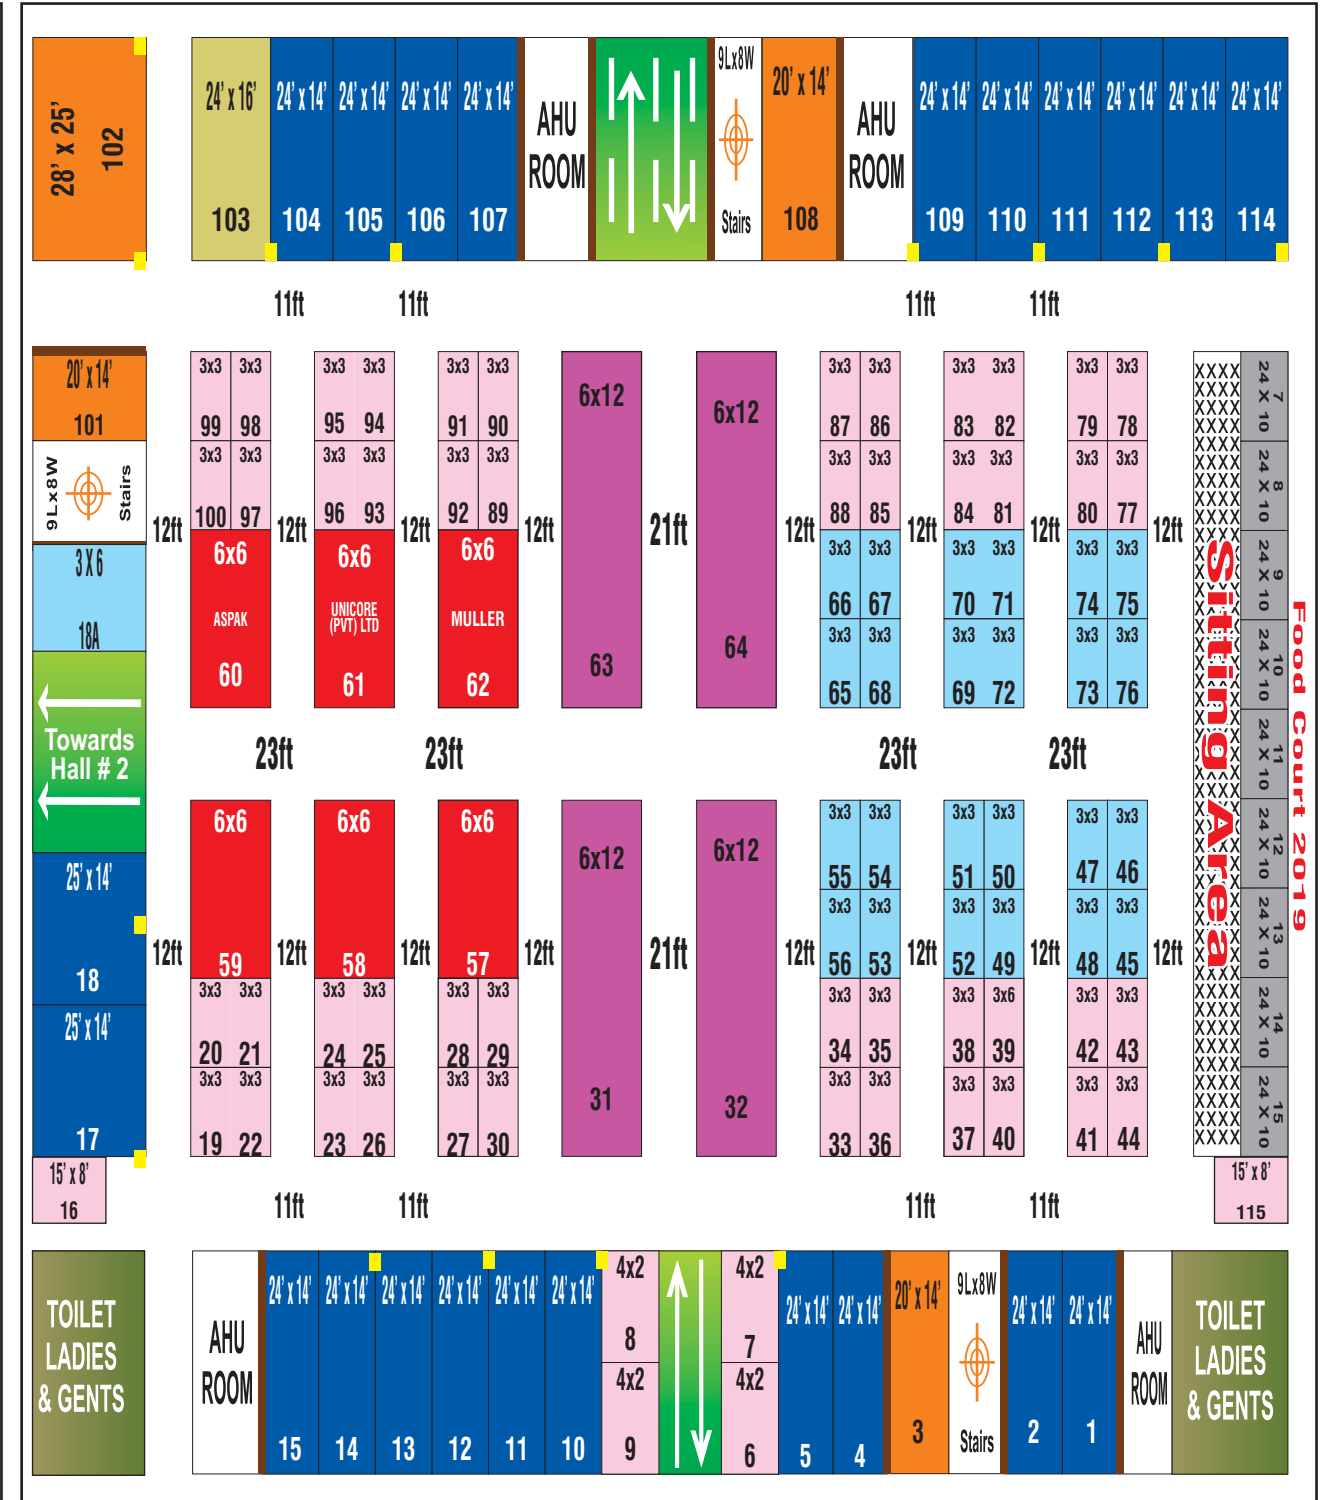 28' x 25'
102
24' x 16'
103
24' x 14'
104
24' x 14'
105
24' x 14'
106
24' x 14'
107
AHU
ROOM
9Lx8W
Stairs
20' x 14'
108
AHU
ROOM
24' x 14'
109
24' x 14'
110
24' x 14'
111
24' x 14'
112
24' x 14'
113
24' x 14'
114
11ft 11ft 11ft 11ft
20' x 14'
101
9Lx8W
Stairs
3 X 6
18A
Towards
Hall # 2
25' x 14'
18
25' x 14'
17
15' x 8'
16
3x3 3x3 3x3 3x3 3x3 3x3
99 98 95 94 91 90
3x3 3x3 3x3 3x3 3x3 3x3
100 97 96 93 92 89
12ft 12ft 12ft 12ft 21ft 12ft 12ft 12ft 12ft
6x6
ASPAK
60
6x6
UNICORE
(PVT) LTD
61
6x6
MULLER
62
6x12
63
6x12
64
3x3 3x3 3x3 3x3 3x3 3x3
87 86 83 82 79 78
3x3 3x3 3x3 3x3 3x3 3x3
88 85 84 81 80 77
3x3 3x3 3x3 3x3 3x3 3x3
66 67 70 71 74 75
3x3 3x3 3x3 3x3 3x3 3x3
65 68 69 72 73 76
23ft 23ft 23ft 23ft
6x6
59
6x6
58
6x6
57
6x12
31
6x12
32
3x3 3x3 3x3 3x3 3x3 3x3
55 54 51 50 47 46
3x3 3x3 3x3 3x3 3x3 3x3
56 53 52 49 48 45
12ft 12ft 12ft 12ft 21ft 12ft 12ft 12ft 12ft
3x3 3x3 3x3 3x3 3x3 3x3
20 21 24 25 28 29
3x3 3x3 3x3 3x3 3x3 3x3
19 22 23 26 27 30
3x3 3x3 3x3 3x6 3x3 3x3
34 35 38 39 42 43
3x3 3x3 3x3 3x3 3x3 3x3
33 36 37 40 41 44
Sitting Area
7
24 X 10
8
24 X 10
9
24 X 10
10
24 X 10
11
24 X 10
12
24 X 10
13
24 X 10
14
24 X 10
15
24 X 10
Food Court 2019
15' x 8'
115
11ft 11ft 11ft 11ft
TOILET
LADIES
& GENTS
AHU
ROOM
24' x 14'
15
24' x 14'
14
24' x 14'
13
24' x 14'
12
24' x 14'
11
24' x 14'
10
4x2
8
4x2
9
4x2
7
4x2
6
24' x 14'
5
24' x 14'
4
20' x 14'
3
9Lx8W
Stairs
24' x 14'
2
24' x 14'
1
AHU
ROOM
TOILET
LADIES
& GENTS